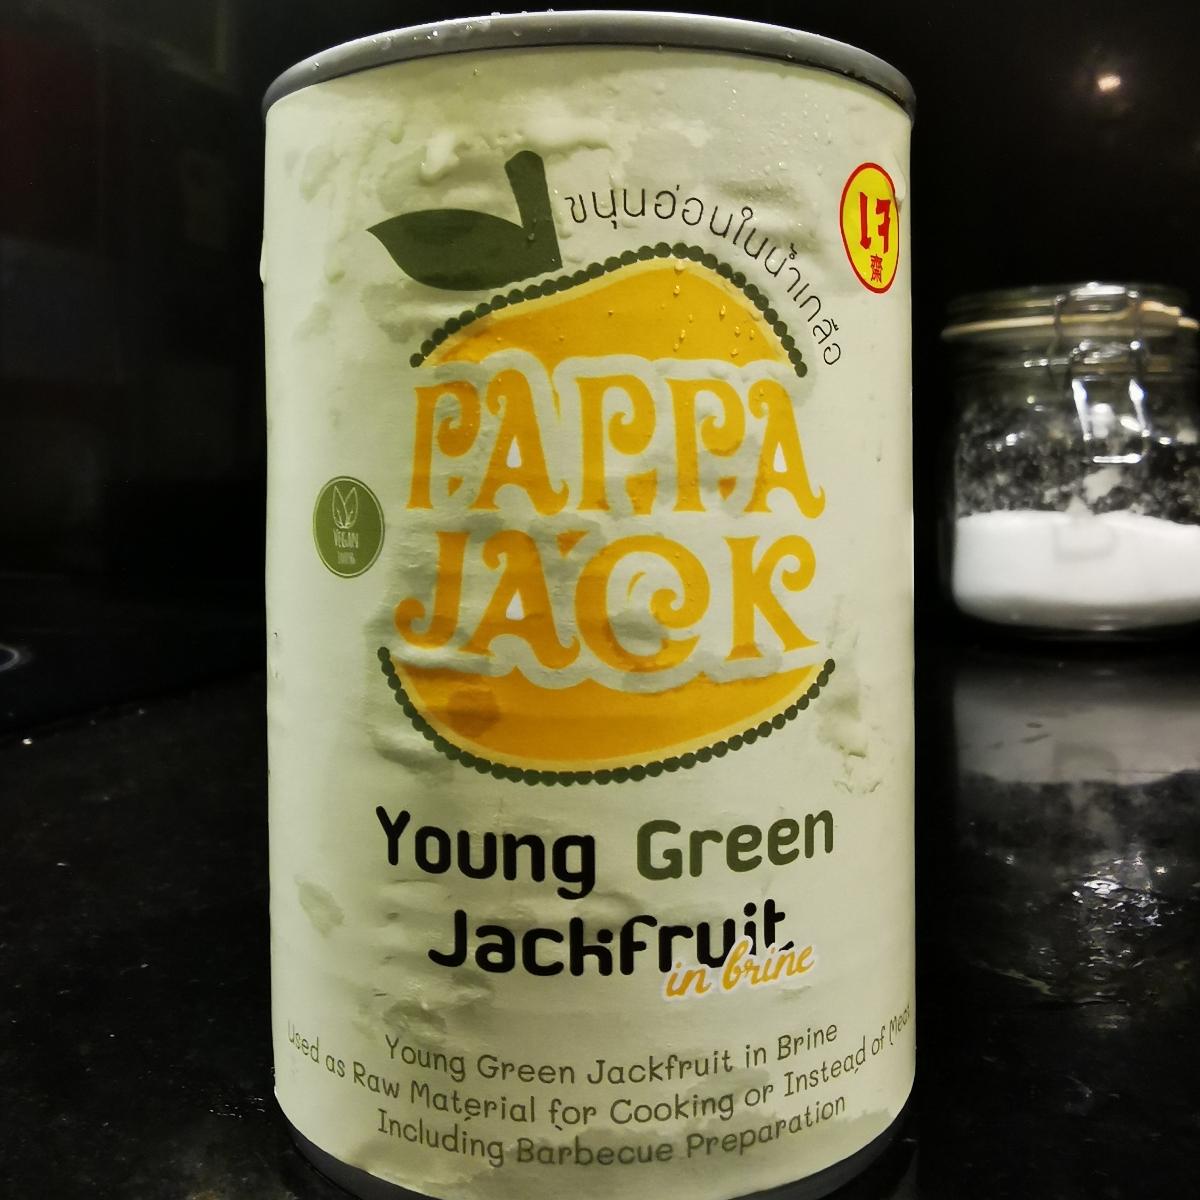 ขนุนอ่อนในน้ำเกลือ
เจ
齋
PAPPA
JACK
VEGAN
Young Green
Jackfruit
in brine
Young Green Jackfruit in Brine
used as Raw Material for Cooking or Instead of Meat
Including Barbecue Preparation